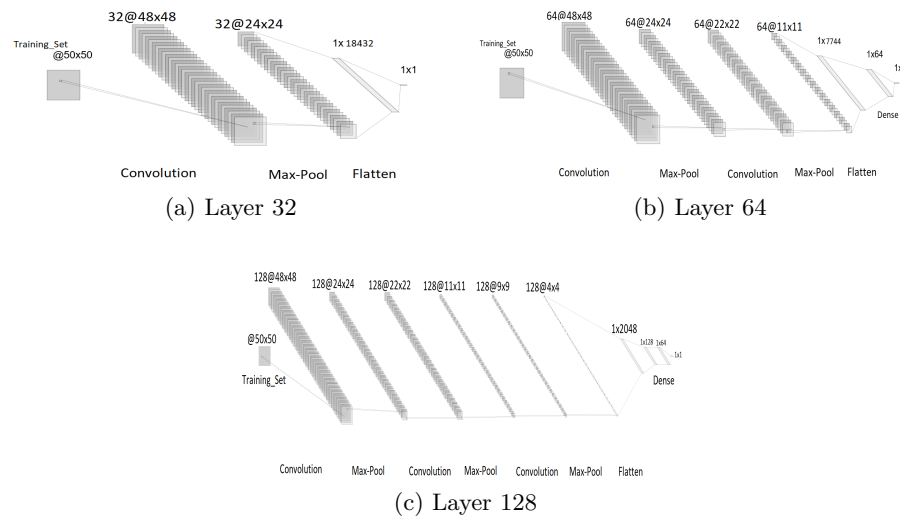 32@48x48
32@24x24
Training_Set
@50x50
1x 18432
1x1
Convolution
Max-Pool
Flatten
(a) Layer 32
64@48x48
64@24x24
64@22x22
64@11x11
Training_Set
@50x50
1x7744
1x64
1x
Dense
Convolution
Max-Pool
Convolution
Max-Pool
Flatten
(b) Layer 64
128@48x48
128@24x24
128@22x22
128@11x11
128@9x9
128@4x4
@50x50
Training_Set
1x2048
1x128
1x64
1x1
Dense
Convolution
Max-Pool
Convolution
Max-Pool
Convolution
Max-Pool
Flatten
(c) Layer 128